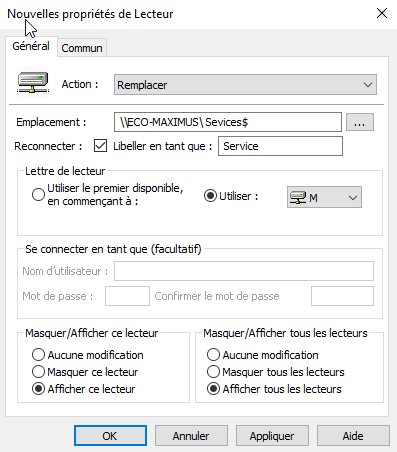 Nouvelles propriétés de Lecteur
Général Commun
Action : Remplacer
Emplacement : \\ECO-MAXIMUS\Sevices$ ...
Reconnecter : Libeller en tant que : Service
Lettre de lecteur
Utiliser le premier disponible, en commençant à : Utiliser : M
Se connecter en tant que (facultatif)
Nom d'utilisateur :
Mot de passe : Confirmer le mot de passe
Masquer/Afficher ce lecteur Masquer/Afficher tous les lecteurs
Aucune modification Aucune modification
Masquer ce lecteur Masquer tous les lecteurs
Afficher ce lecteur Afficher tous les lecteurs
OK Annuler Appliquer Aide